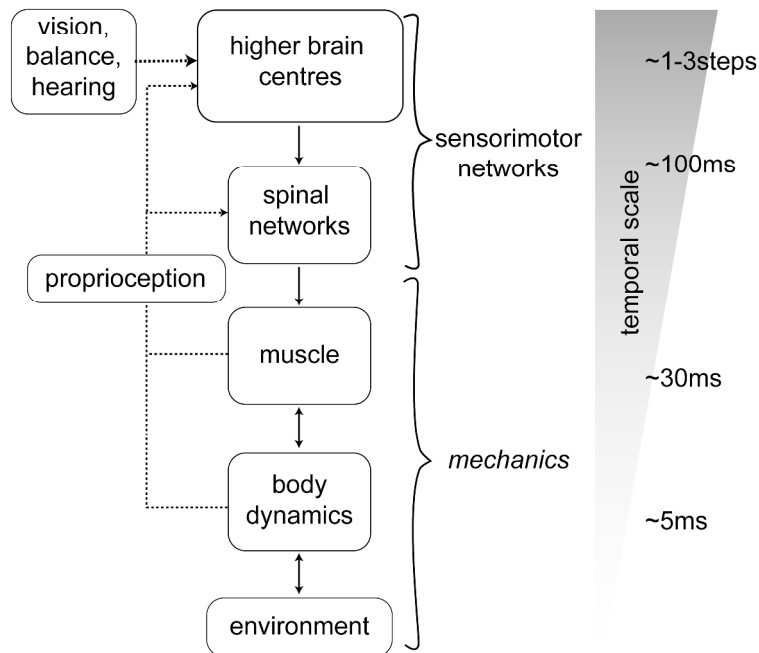 vision,
balance,
hearing
higher brain
centres
spinal
networks
proprioception
muscle
body
dynamics
environment
sensorimotor
networks
mechanics
temporal scale
~1-3steps
~100ms
~30ms
~5ms